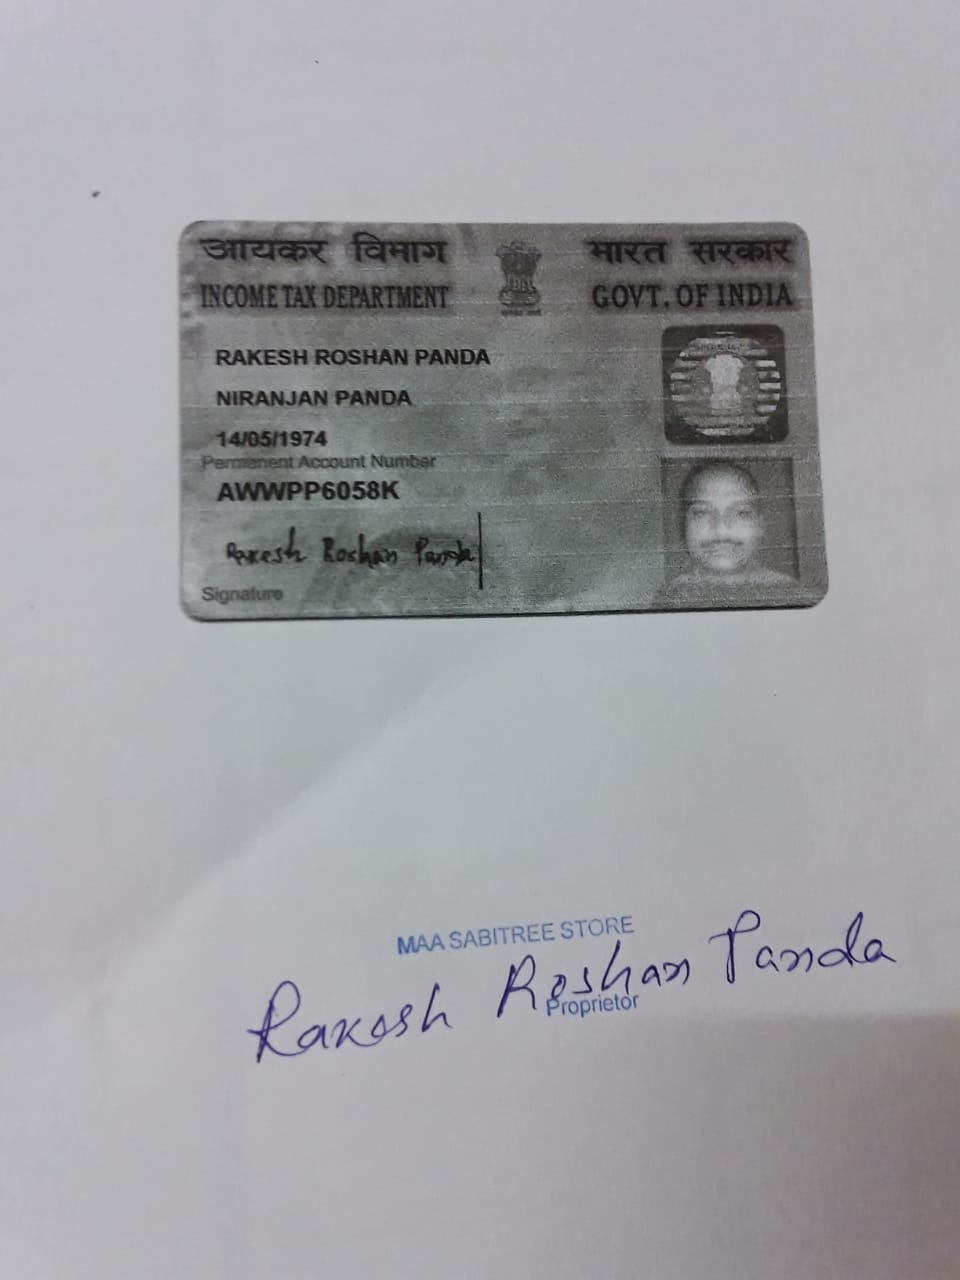 आयकर विभाग
भारत सरकार
INCOME TAX DEPARTMENT
GOVT. OF INDIA
RAKESH ROSHAN PANDA
NIRANJAN PANDA
14/05/1974
Permanent Account Number
AWWPP6058K
Rakesh Roshan Panda
Signature
MAA SABITREE STORE
Rakesh Roshan Panda
Proprietor